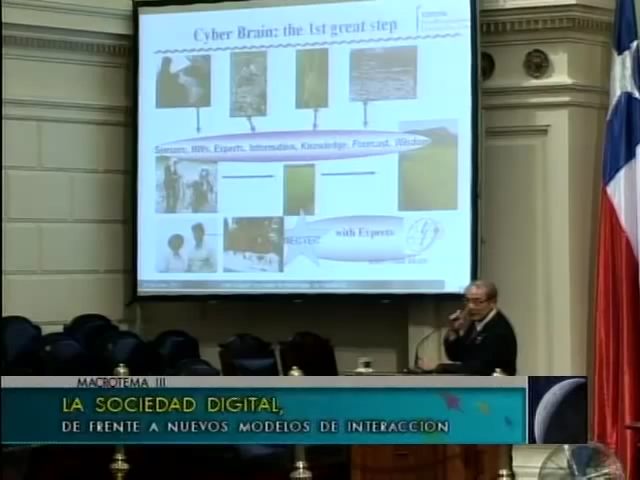 Cyber Brain: the 1st great step
Sensors, HWs, Experts, Information, Knowledge, Forecast, Wisdom
with Experts
MACROTEMA III
LA SOCIEDAD DIGITAL,
DE FRENTE A NUEVOS MODELOS DE INTERACCION